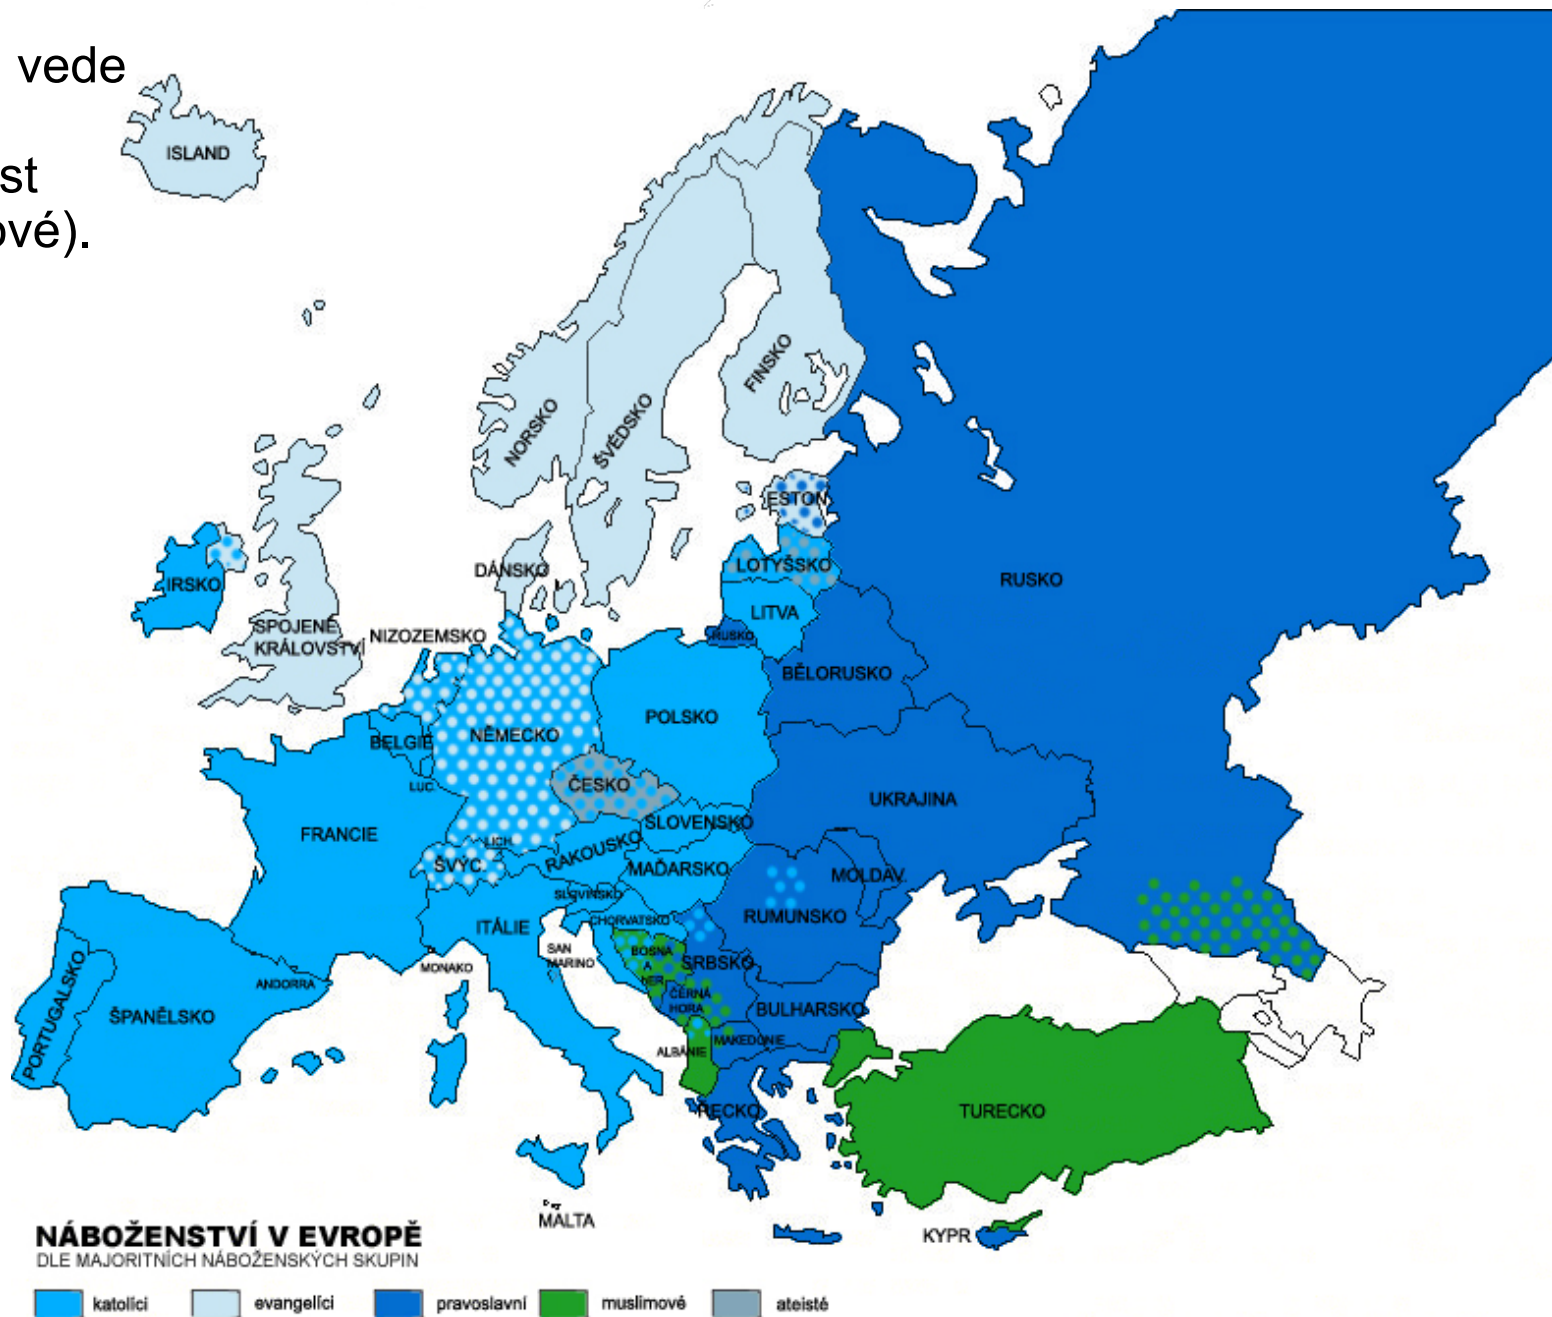 vede
st
ové).
ISLAND
NORSKO
ŠVÉDSKO
FINSKO
ESTON
LOTYŠSKO
LITVA
RUSKO
RUSKO
IRSKO
SPOJENÉ
KRÁLOVSTVÍ
DÁNSKO
NIZOZEMSKO
BĚLORUSKO
POLSKO
BELGIE
NĚMECKO
LUC.
ČESKO
UKRAJINA
FRANCIE
SLOVENSKO
LICH.
ŠVÝC.
RAKOUSKO
MAĎARSKO
MOLDAV.
SLOVINSKO
RUMUNSKO
ITÁLIE
CHORVATSKO
SAN
MARINO
BOSNA
A
HER.
SRBSKO
MONAKO
ANDORRA
ČERNÁ
HORA
BULHARSKO
PORTUGALSKO
ŠPANĚLSKO
ALBÁNIE
MAKEDONIE
ŘECKO
TURECKO
MALTA
KYPR
NÁBOŽENSTVÍ V EVROPĚ
DLE MAJORITNÍCH NÁBOŽENSKÝCH SKUPIN
katolíci
evangelíci
pravoslavní
muslimové
ateisté